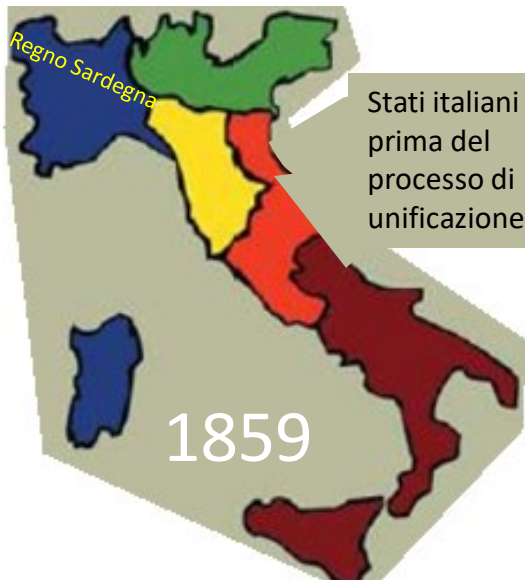 Regno Sardegna
Stati italiani
prima del
processo di
unificazione
1859